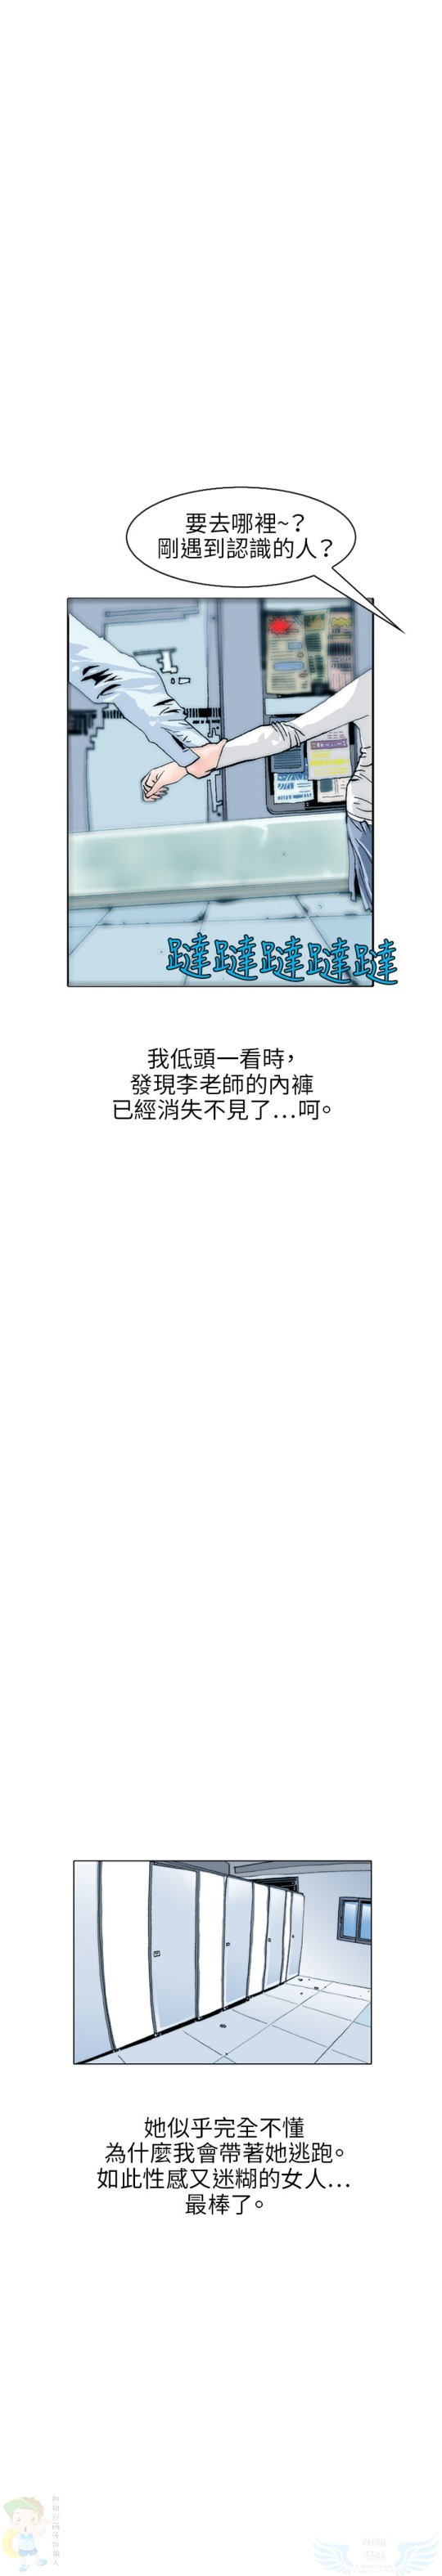 要去哪裡~?
剛遇到認識的人?
躂躂躂躂躂
我低頭一看時,
發現李老師的內褲
已經消失不見了...呵。
她似乎完全不懂
為什麼我會帶著她逃跑。
如此性感又迷糊的女人...
最棒了。